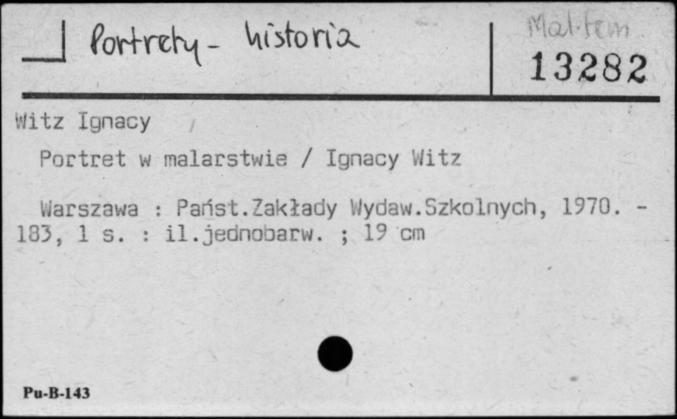 Portrety - historia
Mal. tem
13282
Witz Ignacy
Portret w malarstwie / Ignacy Witz
Warszawa : Państ.Zakłady Wydaw.Szkolnych, 1970. -
183, 1 s. : il.jednobarw. ; 19 cm
Pu-B-143